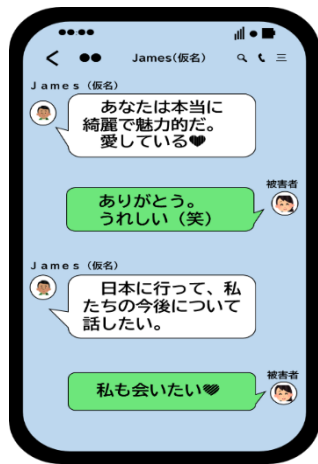 James(仮名)
James（仮名）
あなたは本当に
綺麗で魅力的だ。
愛している❤
被害者
ありがとう。
うれしい（笑）
James（仮名）
日本に行って、私
たちの今後について
話したい。
被害者
私も会いたい❤